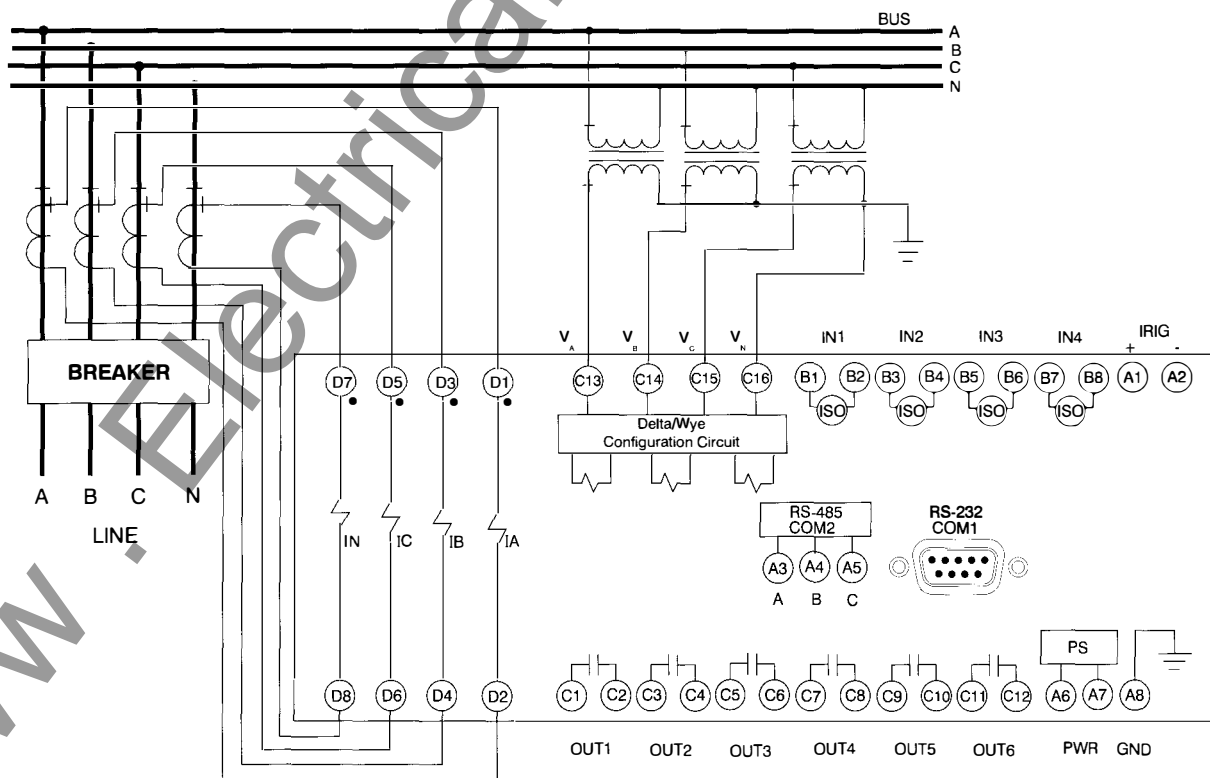 BUS
A
B
C
N
V A V B V C V N IN1 IN2 IN3 IN4 IRIG
+ -
BREAKER
D7 D5 D3 D1 C13 C14 C15 C16 B1 B2 B3 B4 B5 B6 B7 B8 A1 A2
ISO ISO ISO ISO
Delta/Wye
Configuration Circuit
A B C N
LINE
IN IC IB IA
RS-485
COM2
RS-232
COM1
A3 A4 A5
A B C
PS
D8 D6 D4 D2 C1 C2 C3 C4 C5 C6 C7 C8 C9 C10 C11 C12 A6 A7 A8
OUT1 OUT2 OUT3 OUT4 OUT5 OUT6 PWR GND
w . Electrica